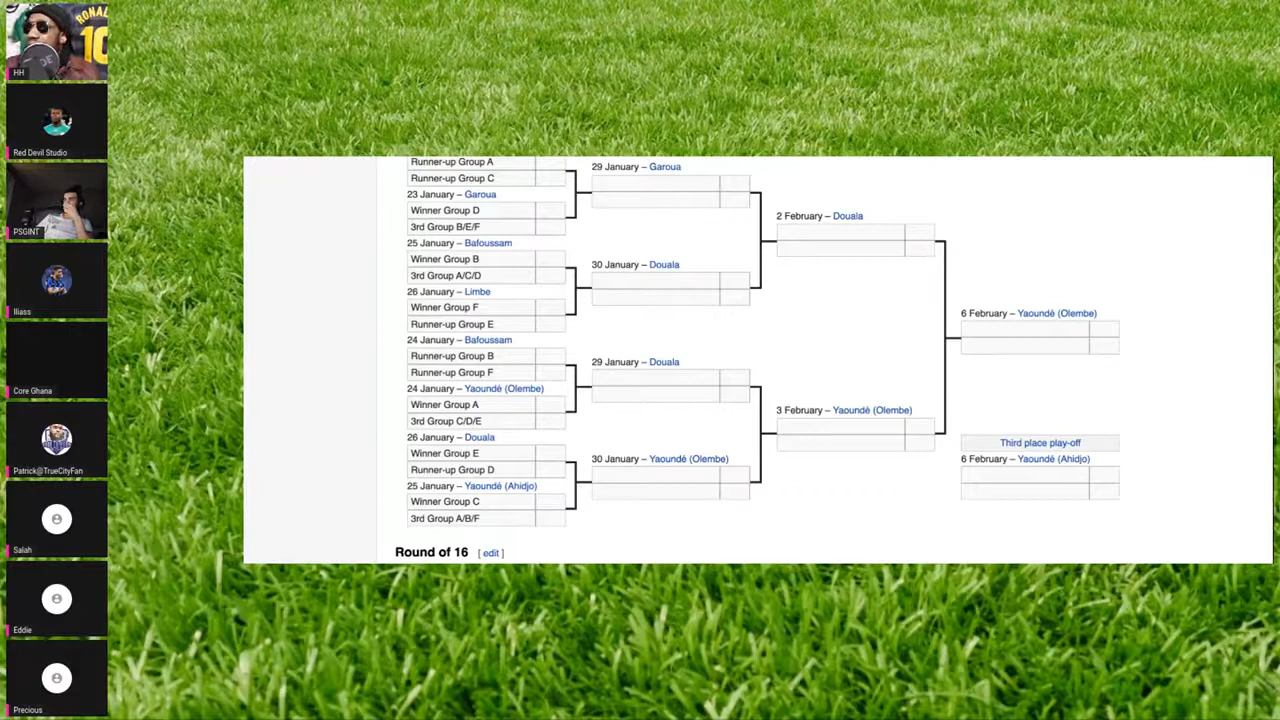 RONAL
10
HH
Red Devil Studio
PSGINT
Iliass
Core Ghana
Patrick@TrueCityFan
Salah
Eddie
Precious
Runner-up Group A
Runner-up Group C
23 January – Garoua
Winner Group D
3rd Group B/E/F
25 January – Bafoussam
Winner Group B
3rd Group A/C/D
26 January – Limbe
Winner Group F
Runner-up Group E
24 January – Bafoussam
Runner-up Group B
Runner-up Group F
24 January – Yaoundé (Olembe)
Winner Group A
3rd Group C/D/E
26 January – Douala
Winner Group E
Runner-up Group D
25 January – Yaoundé (Ahidjo)
Winner Group C
3rd Group A/B/F
29 January – Garoua
30 January – Douala
29 January – Douala
30 January – Yaoundé (Olembe)
2 February – Douala
3 February – Yaoundé (Olembe)
6 February – Yaoundé (Olembe)
Third place play-off
6 February – Yaoundé (Ahidjo)
Round of 16 [ edit ]